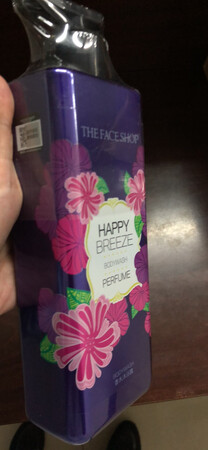 THE FACE SHOP
HAPPY
BREEZE
BODY WASH
PERFUME